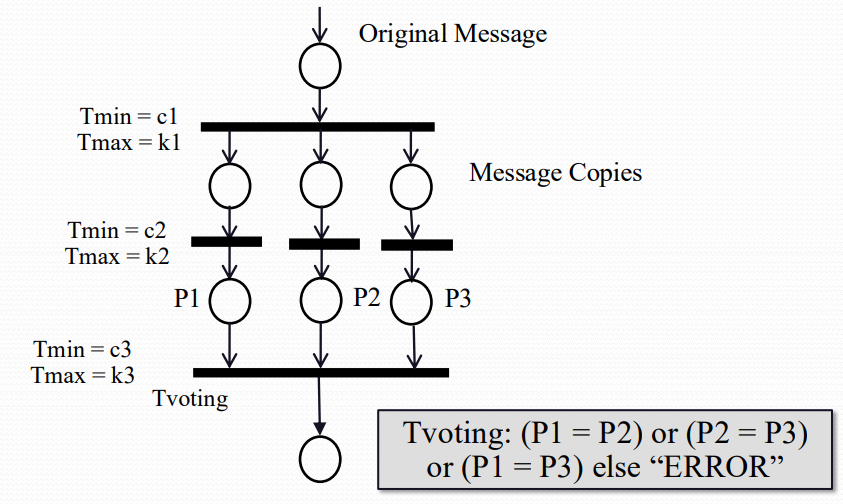 Original Message
Tmin = c1
Tmax = k1
Message Copies
Tmin = c2
Tmax = k2
P1
P2
P3
Tmin = c3
Tmax = k3
Tvoting
Tvoting: (P1 = P2) or (P2 = P3)
or (P1 = P3) else “ERROR”